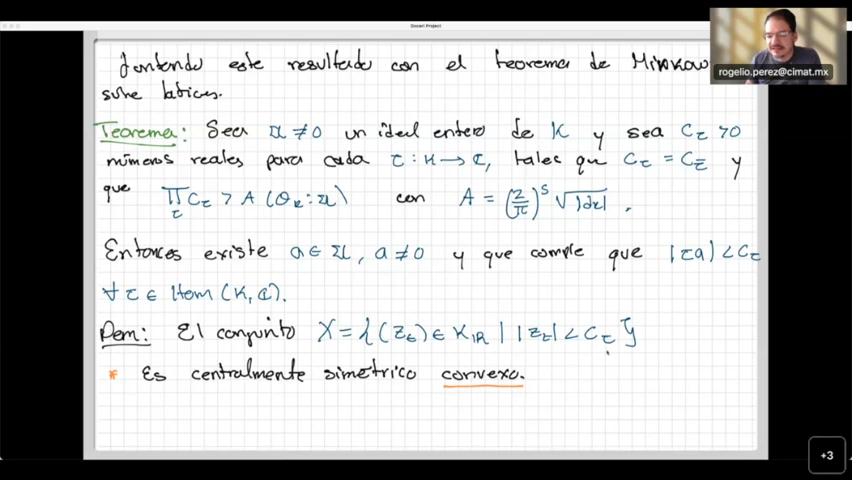 Doceri Project
Juntando este resultado con el teorema de Minkow
sobre latices.
rogelio.perez@cimat.mx
Teorema: Sea 𝔞 ≠ 0 un ideal entero de K y sea C_τ > 0
números reales para cada τ : K → ℂ, tales que C_τ = C_τ̄ y
que ∏_τ C_τ > A (O_K : 𝔞) con A = (2/π)^s √|d_K| .
Entonces existe a ∈ 𝔞, a ≠ 0 y que cumple que |τa| < C_τ
∀ τ ∈ Hom (K, ℂ).
Dem: El conjunto X = { (Z_τ) ∈ K_ℝ | |Z_τ| < C_τ }
* Es centralmente simetrico convexo.
+3